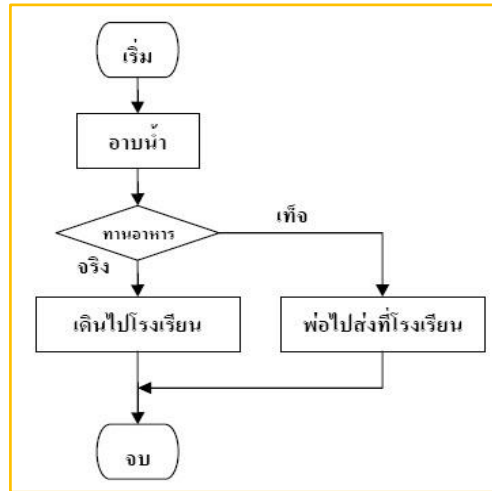 เริ่ม
อาบน้ำ
ทานอาหาร
เท็จ
จริง
เดินไปโรงเรียน
พ่อไปส่งที่โรงเรียน
จบ